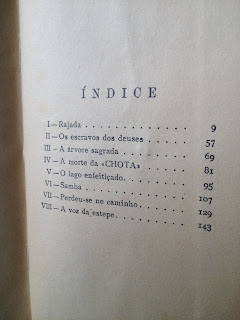 ÍNDICE
I — Rajada . . . . . . . . . . . . 9
II — Os escravos dos deuses . . . . . . 57
III — A árvore sagrada . . . . . . . . 69
IV — A morte da «CHOTA» . . . . . . . 81
V — O lago enfeitiçado. . . . . . . . 95
VI — Samba . . . . . . . . . . . . 107
VII — Perdeu-se no caminho. . . . . . . 129
VIII — A voz da estepe. . . . . . . . . 143